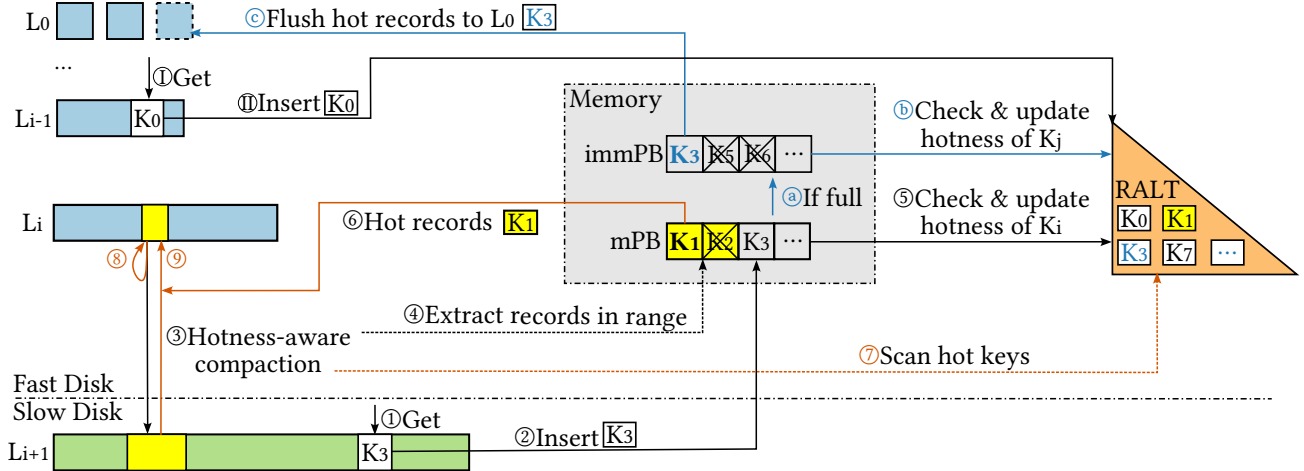 L0
ⓒFlush hot records to L0 K3
...
①Get
Li-1
K0
⑪Insert K0
Memory
immPB
K3 K5 K6 ...
ⓑCheck & update
hotness of Kj
ⓐIf full
RALT
K0 K1
K3 K7 ...
Li
⑥Hot records K1
mPB
K1 K2 K3 ...
⑤Check & update
hotness of Ki
⑧ ⑨
④Extract records in range
③Hotness-aware
compaction
⑦Scan hot keys
Fast Disk
Slow Disk
①Get
Li+1
K3
②Insert K3